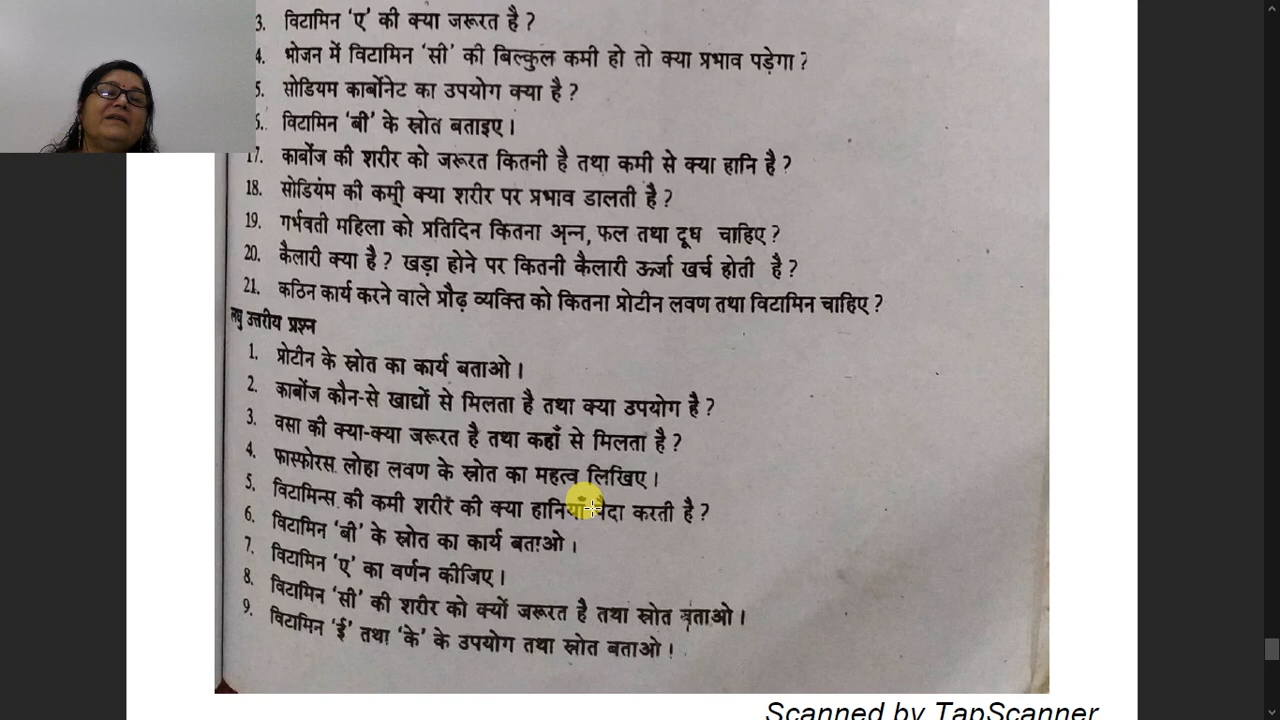 3. विटामिन ‘ए’ की क्या जरूरत है ?
4. भोजन में विटामिन ‘सी’ की बिल्कुल कमी हो तो क्या प्रभाव पड़ेगा ?
5. सोडियम कार्बोनेट का उपयोग क्या है ?
5. विटामिन ‘बी’ के स्रोत बताइए।
17. कार्बोज की शरीर को जरूरत कितनी है तथा कमी से क्या हानि है ?
18. सोडियम की कमी क्या शरीर पर प्रभाव डालती है ?
19. गर्भवती महिला को प्रतिदिन कितना अन्न, फल तथा दूध चाहिए ?
20. कैलारी क्या है ? खड़ा होने पर कितनी कैलारी ऊर्जा खर्च होती है ?
21. कठिन कार्य करने वाले प्रौढ़ व्यक्ति को कितना प्रोटीन लवण तथा विटामिन चाहिए ?
लघु उत्तरीय प्रश्न
1. प्रोटीन के स्रोत का कार्य बताओ।
2. कार्बोज कौन-से खाद्यों से मिलता है तथा क्या उपयोग है ?
3. वसा की क्या-क्या जरूरत है तथा कहाँ से मिलता है ?
4. फास्फोरस लोहा लवण के स्रोत का महत्व लिखिए।
5. विटामिन्स की कमी शरीर की क्या हानियाँ पैदा करती है ?
6. विटामिन ‘बी’ के स्रोत का कार्य बताओ।
7. विटामिन ‘ए’ का वर्णन कीजिए।
8. विटामिन ‘सी’ की शरीर को क्यों जरूरत है तथा स्रोत बताओ।
9. विटामिन ‘ई’ तथा ‘के’ के उपयोग तथा स्रोत बताओ।
Scanned by TapScanner